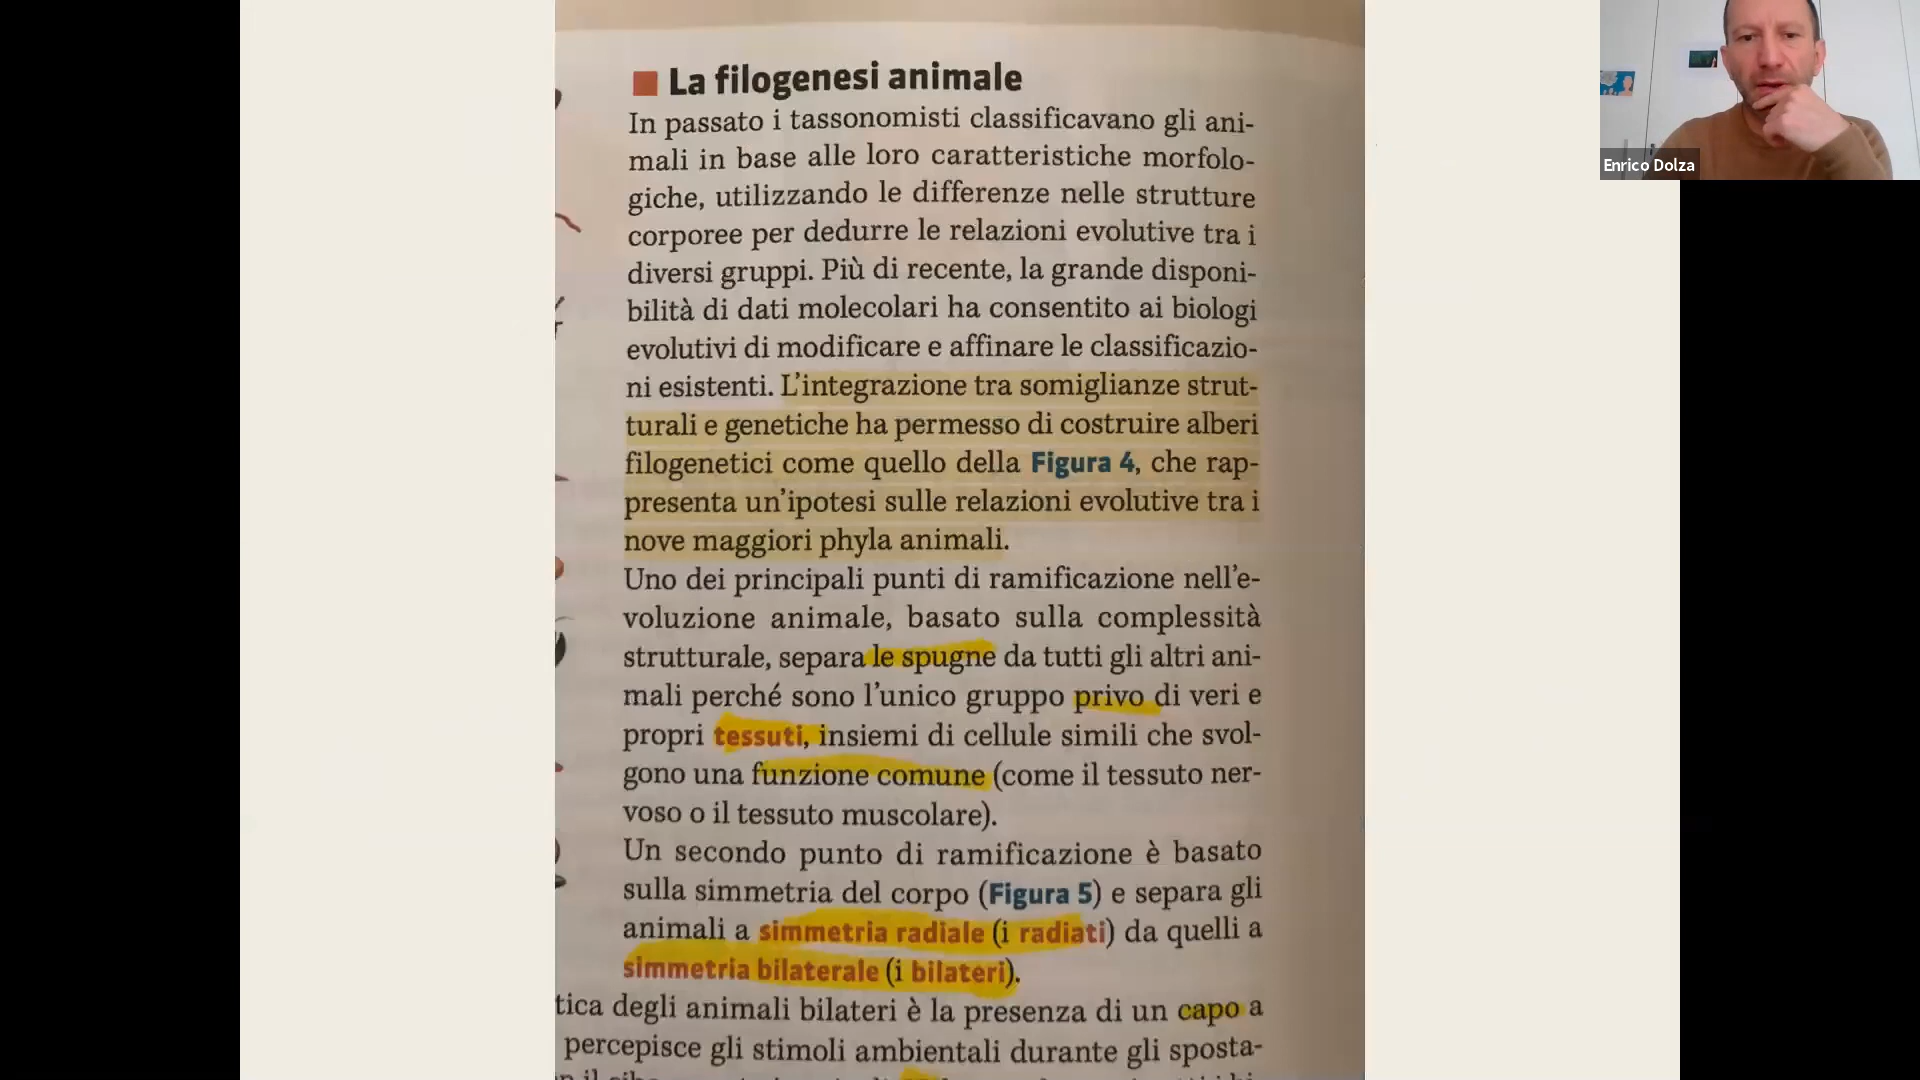 La filogenesi animale
In passato i tassonomisti classificavano gli ani-
mali in base alle loro caratteristiche morfolo-
giche, utilizzando le differenze nelle strutture
corporee per dedurre le relazioni evolutive tra i
diversi gruppi. Più di recente, la grande disponi-
bilità di dati molecolari ha consentito ai biologi
evolutivi di modificare e affinare le classificazio-
ni esistenti. L'integrazione tra somiglianze strut-
turali e genetiche ha permesso di costruire alberi
filogenetici come quello della Figura 4, che rap-
presenta un'ipotesi sulle relazioni evolutive tra i
nove maggiori phyla animali.
Uno dei principali punti di ramificazione nell'e-
voluzione animale, basato sulla complessità
strutturale, separa le spugne da tutti gli altri ani-
mali perché sono l'unico gruppo privo di veri e
propri tessuti, insiemi di cellule simili che svol-
gono una funzione comune (come il tessuto ner-
voso o il tessuto muscolare).
Un secondo punto di ramificazione è basato
sulla simmetria del corpo (Figura 5) e separa gli
animali a simmetria radiale (i radiati) da quelli a
simmetria bilaterale (i bilateri).
tica degli animali bilateri è la presenza di un capo a
percepisce gli stimoli ambientali durante gli sposta-
Enrico Dolza